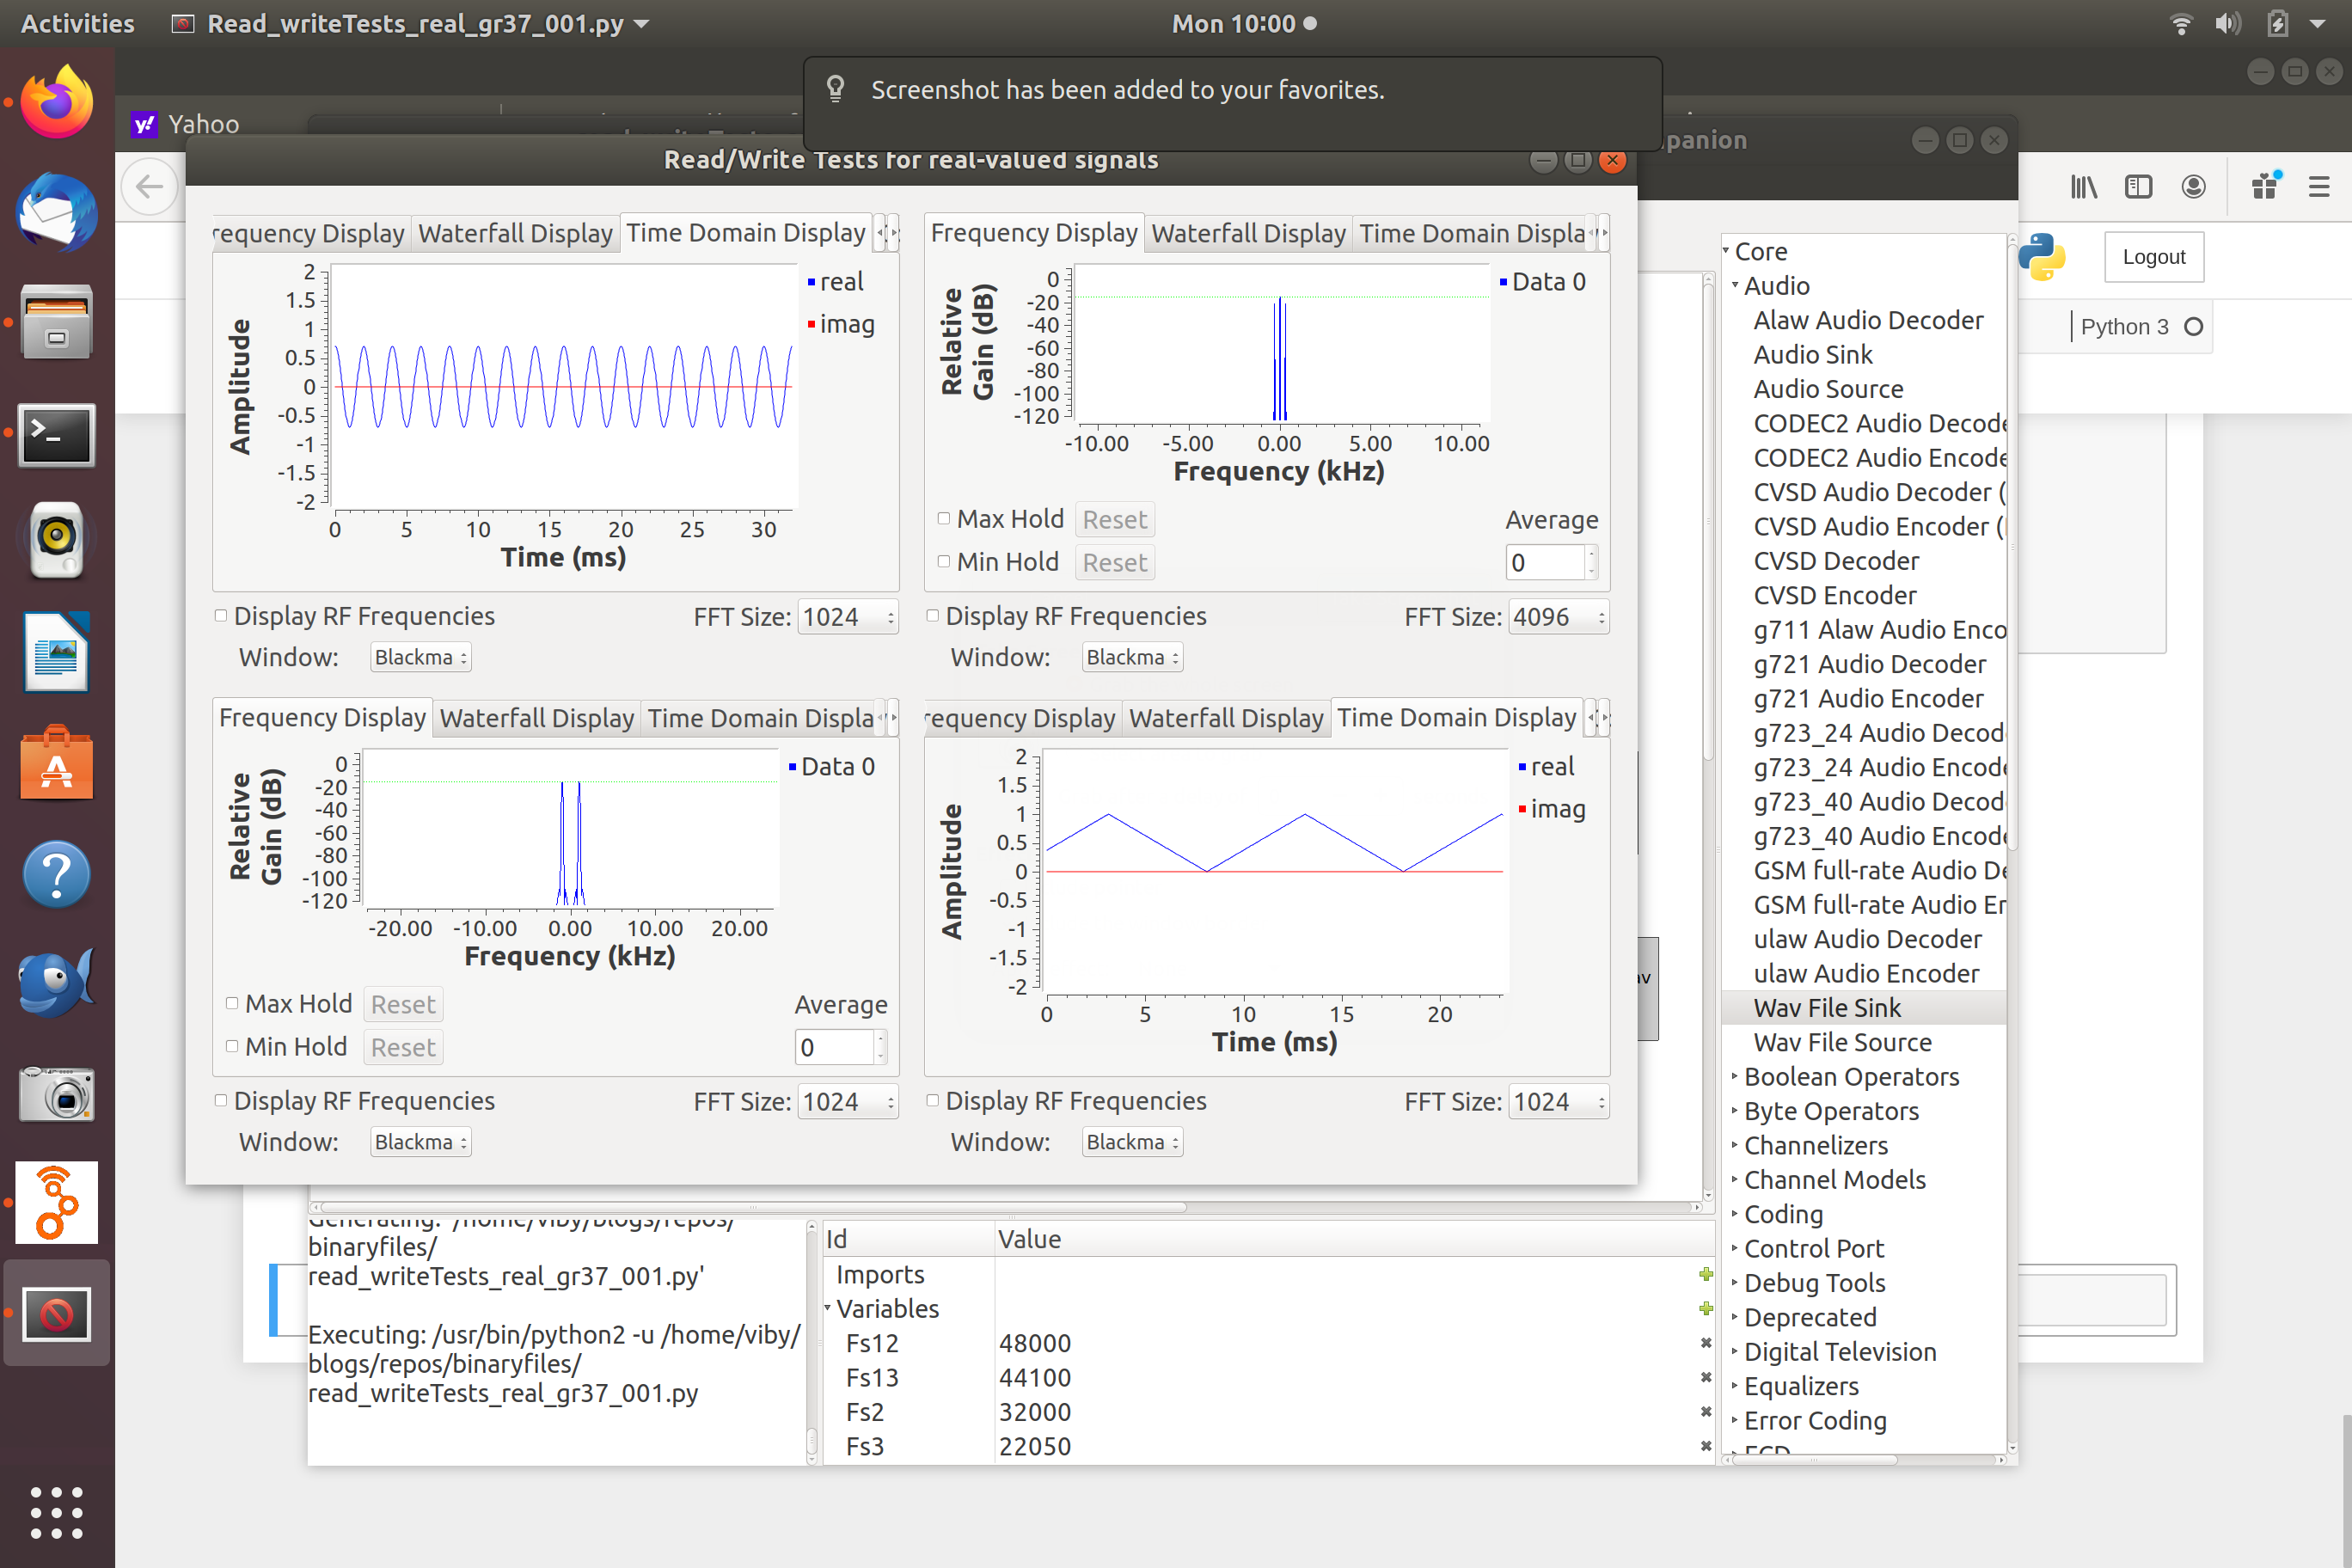 Activities
Read_writeTests_real_gr37_001.py
Mon 10:00
Screenshot has been added to your favorites.
Yahoo
panion
Read/Write Tests for real-valued signals
requency Display
Waterfall Display
Time Domain Display
2
1.5
1
0.5
0
-0.5
-1
-1.5
-2
Amplitude
real
imag
0 5 10 15 20 25 30
Time (ms)
Display RF Frequencies
FFT Size: 1024
Window: Blackma
Frequency Display
Waterfall Display
Time Domain Displa
0
-20
-40
-60
-80
-100
-120
Relative
Gain (dB)
Data 0
-10.00 -5.00 0.00 5.00 10.00
Frequency (kHz)
Max Hold Reset
Average
Min Hold Reset
0
Display RF Frequencies
FFT Size: 4096
Window: Blackma
Frequency Display
Waterfall Display
Time Domain Displa
0
-20
-40
-60
-80
-100
-120
Relative
Gain (dB)
Data 0
-20.00 -10.00 0.00 10.00 20.00
Frequency (kHz)
Max Hold Reset
Average
Min Hold Reset
0
Display RF Frequencies
FFT Size: 1024
Window: Blackma
requency Display
Waterfall Display
Time Domain Display
2
1.5
1
0.5
0
-0.5
-1
-1.5
-2
Amplitude
real
imag
0 5 10 15 20
Time (ms)
Display RF Frequencies
FFT Size: 1024
Window: Blackma
av
Core
Audio
Alaw Audio Decoder
Audio Sink
Audio Source
CODEC2 Audio Decode
CODEC2 Audio Encode
CVSD Audio Decoder (
CVSD Audio Encoder (
CVSD Decoder
CVSD Encoder
g711 Alaw Audio Enco
g721 Audio Decoder
g721 Audio Encoder
g723_24 Audio Decod
g723_24 Audio Encode
g723_40 Audio Decod
g723_40 Audio Encode
GSM full-rate Audio De
GSM full-rate Audio En
ulaw Audio Decoder
ulaw Audio Encoder
Wav File Sink
Wav File Source
Boolean Operators
Byte Operators
Channelizers
Channel Models
Coding
Control Port
Debug Tools
Deprecated
Digital Television
Equalizers
Error Coding
FCD
Logout
Python 3
Generating: '/home/viby/blogs/repos/
binaryfiles/
read_writeTests_real_gr37_001.py'
Executing: /usr/bin/python2 -u /home/viby/
blogs/repos/binaryfiles/
read_writeTests_real_gr37_001.py
Id Value
Imports
Variables
Fs12 48000
Fs13 44100
Fs2 32000
Fs3 22050